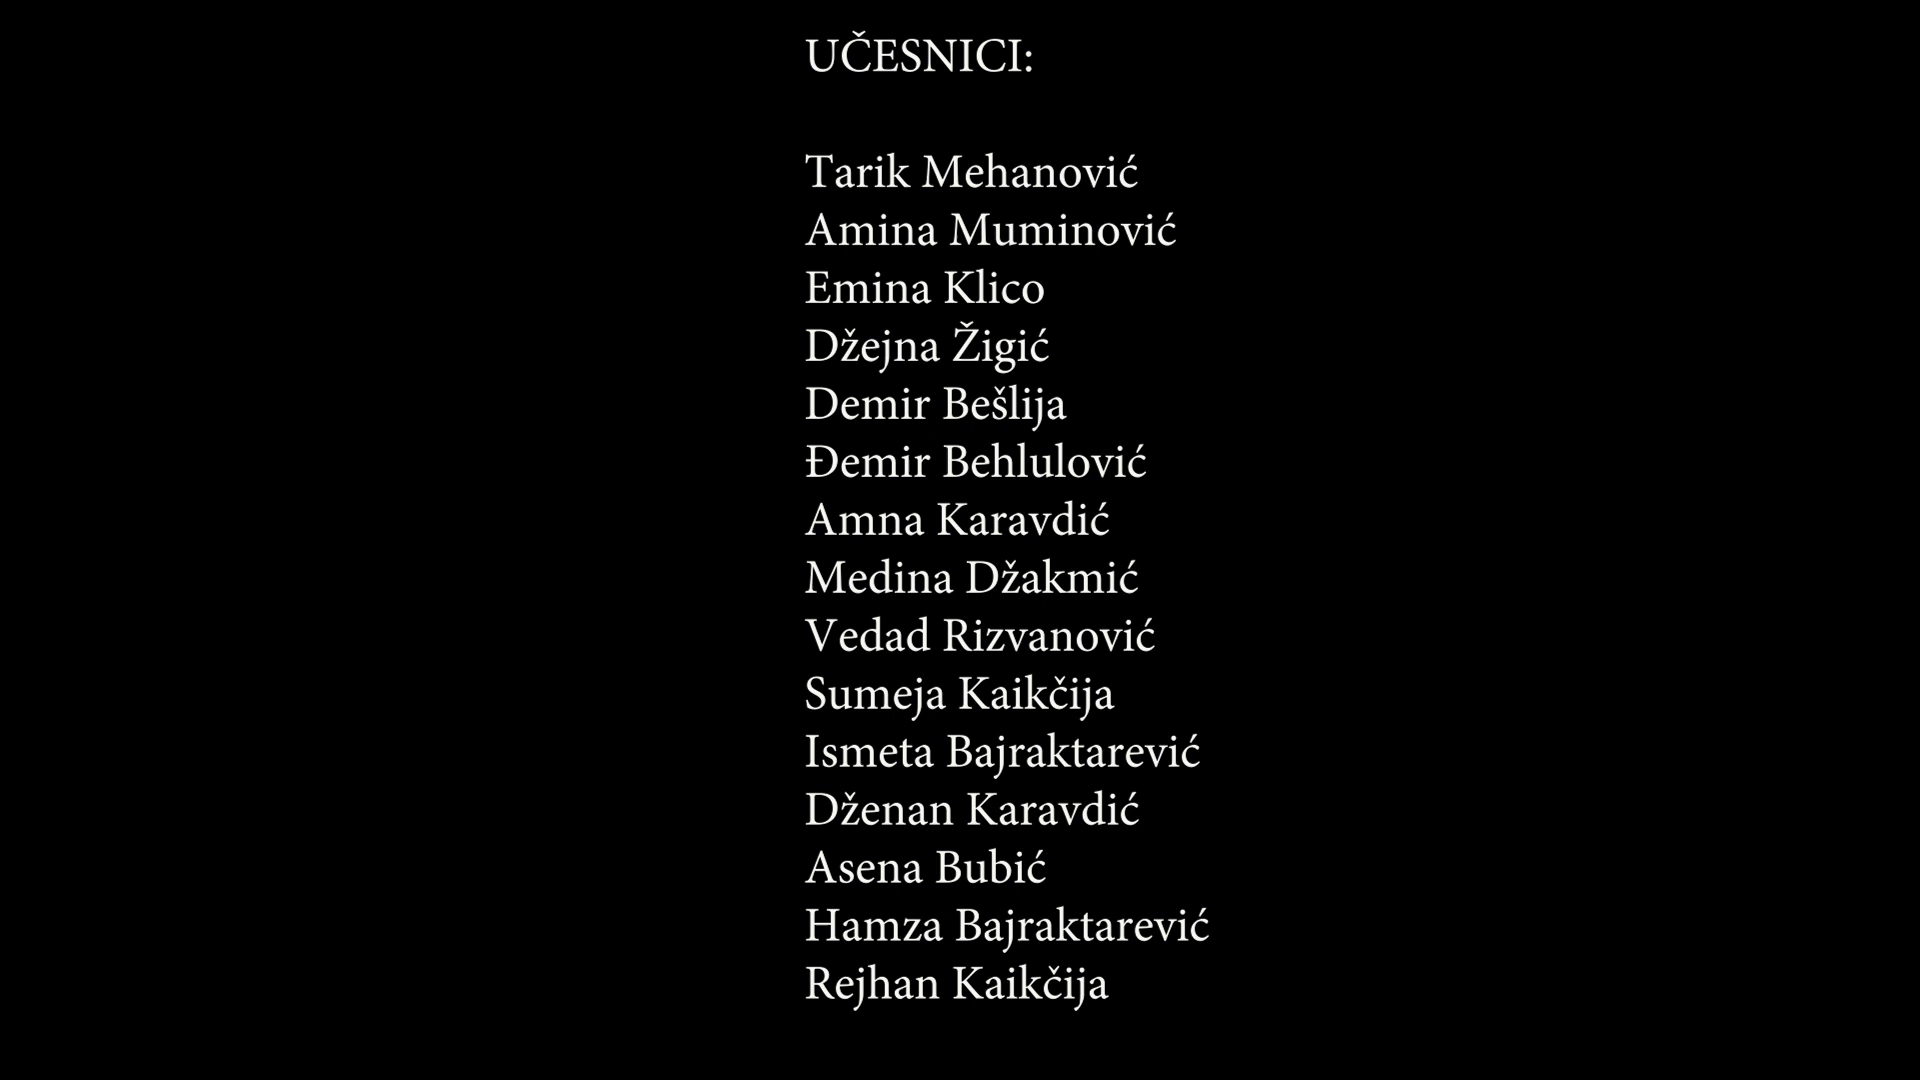 UČESNICI:
Tarik Mehanović
Amina Muminović
Emina Klico
Džejna Žigić
Demir Bešlija
Đemir Behlulović
Amna Karavdić
Medina Džakmić
Vedad Rizvanović
Sumeja Kaikčija
Ismeta Bajraktarević
Dženan Karavdić
Asena Bubić
Hamza Bajraktarević
Rejhan Kaikčija